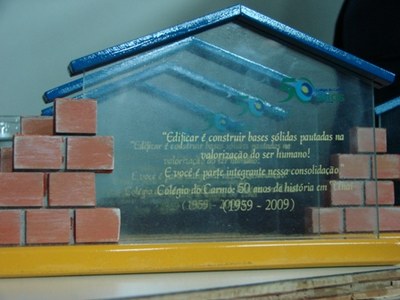 50
"Edificar é construir bases sólidas pautadas na
valorização do ser humano!
E você é parte integrante nessa consolidação."
Colégio do Carmo: 50 anos de história em
(1959 - 2009)